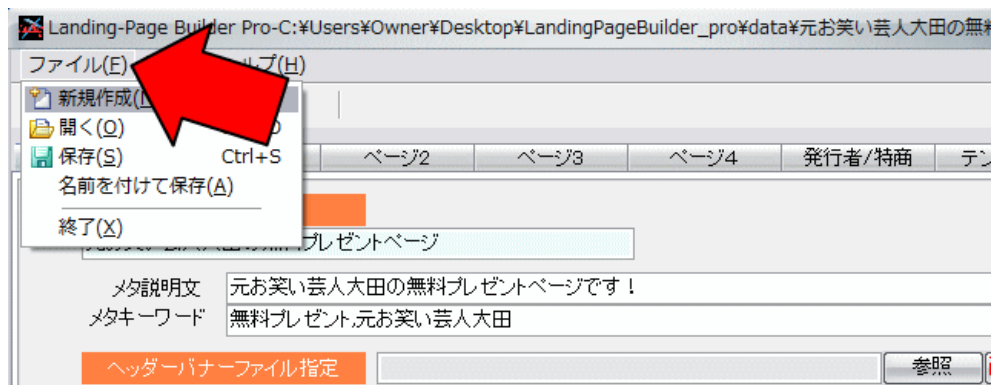 Landing-Page Builder Pro-C:¥Users¥Owner¥Desktop¥LandingPageBuilder_pro¥data¥元お笑い芸人大田の無
ファイル(F) ルプ(H)
新規作成(
開く(O)
保存(S) Ctrl+S
名前を付けて保存(A)
終了(X)
ページ2 ページ3 ページ4 発行者/特商 テン
プレゼントページ
メタ説明文 元お笑い芸人大田の無料プレゼントページです!
メタキーワード 無料プレゼント,元お笑い芸人大田
ヘッダーバナーファイル指定 参照